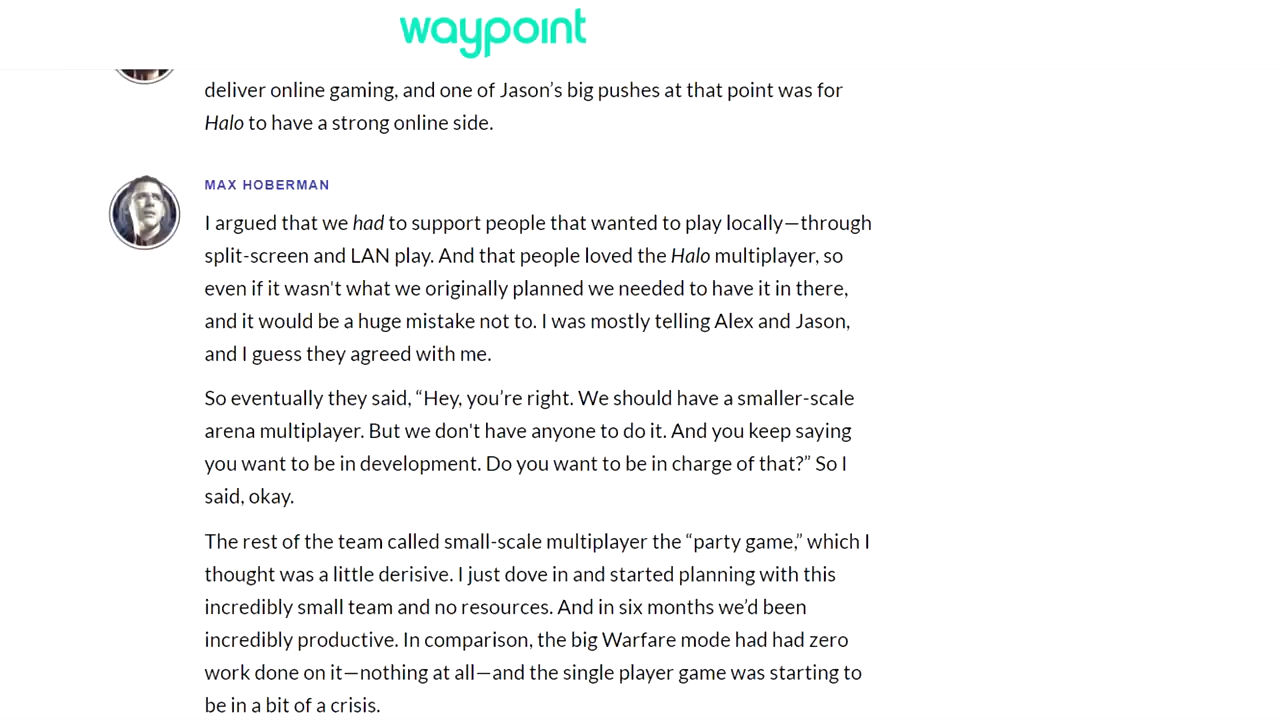 waypoint
deliver online gaming, and one of Jason’s big pushes at that point was for
Halo to have a strong online side.
MAX HOBERMAN
I argued that we had to support people that wanted to play locally—through
split-screen and LAN play. And that people loved the Halo multiplayer, so
even if it wasn't what we originally planned we needed to have it in there,
and it would be a huge mistake not to. I was mostly telling Alex and Jason,
and I guess they agreed with me.
So eventually they said, “Hey, you’re right. We should have a smaller-scale
arena multiplayer. But we don't have anyone to do it. And you keep saying
you want to be in development. Do you want to be in charge of that?” So I
said, okay.
The rest of the team called small-scale multiplayer the “party game,” which I
thought was a little derisive. I just dove in and started planning with this
incredibly small team and no resources. And in six months we’d been
incredibly productive. In comparison, the big Warfare mode had had zero
work done on it—nothing at all—and the single player game was starting to
be in a bit of a crisis.